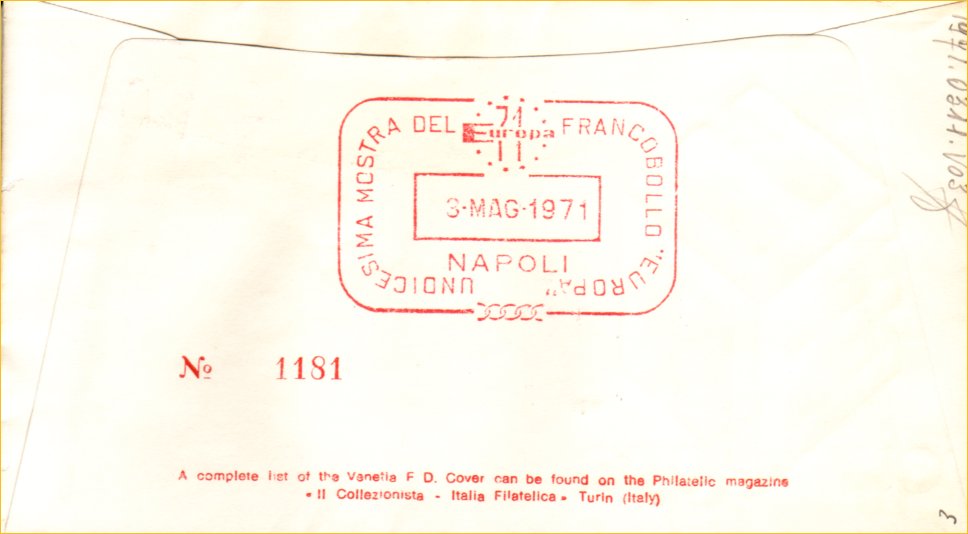 UNDICESIMA MOSTRA DEL FRANCOBOLLO "EUROPA"
71
Europa
11
3-MAG-1971
NAPOLI
No 1181
A complete list of the Venetia F D. Cover can be found on the Philatelic magazine
"Il Collezionista - Italia Filatelica" Turin (Italy)
3